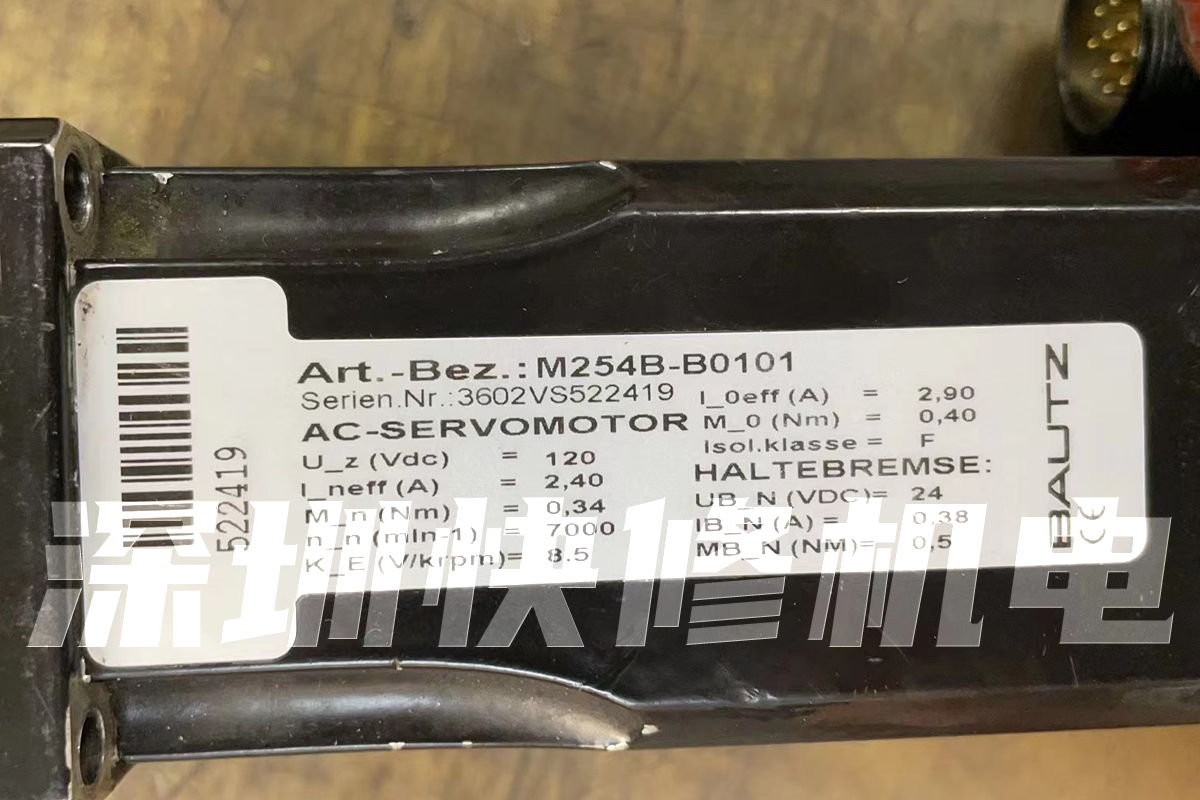 Art.-Bez.: M254B-B0101
Serien.Nr.:3602VS522419
AC-SERVOMOTOR
U_z (Vdc) = 120
I_neff (A) = 2,40
M_n (Nm) = 0,34
n_n (min-1) = 7000
K_E (V/krpm)= 8.5
I_0eff (A) = 2,90
M_0 (Nm) = 0,40
Isol.klasse = F
HALTEBREMSE:
UB_N (VDC)= 24
IB_N (A) = 0,38
MB_N (NM)= 0,5
BAUTZ
CE
522419
深圳快修机电